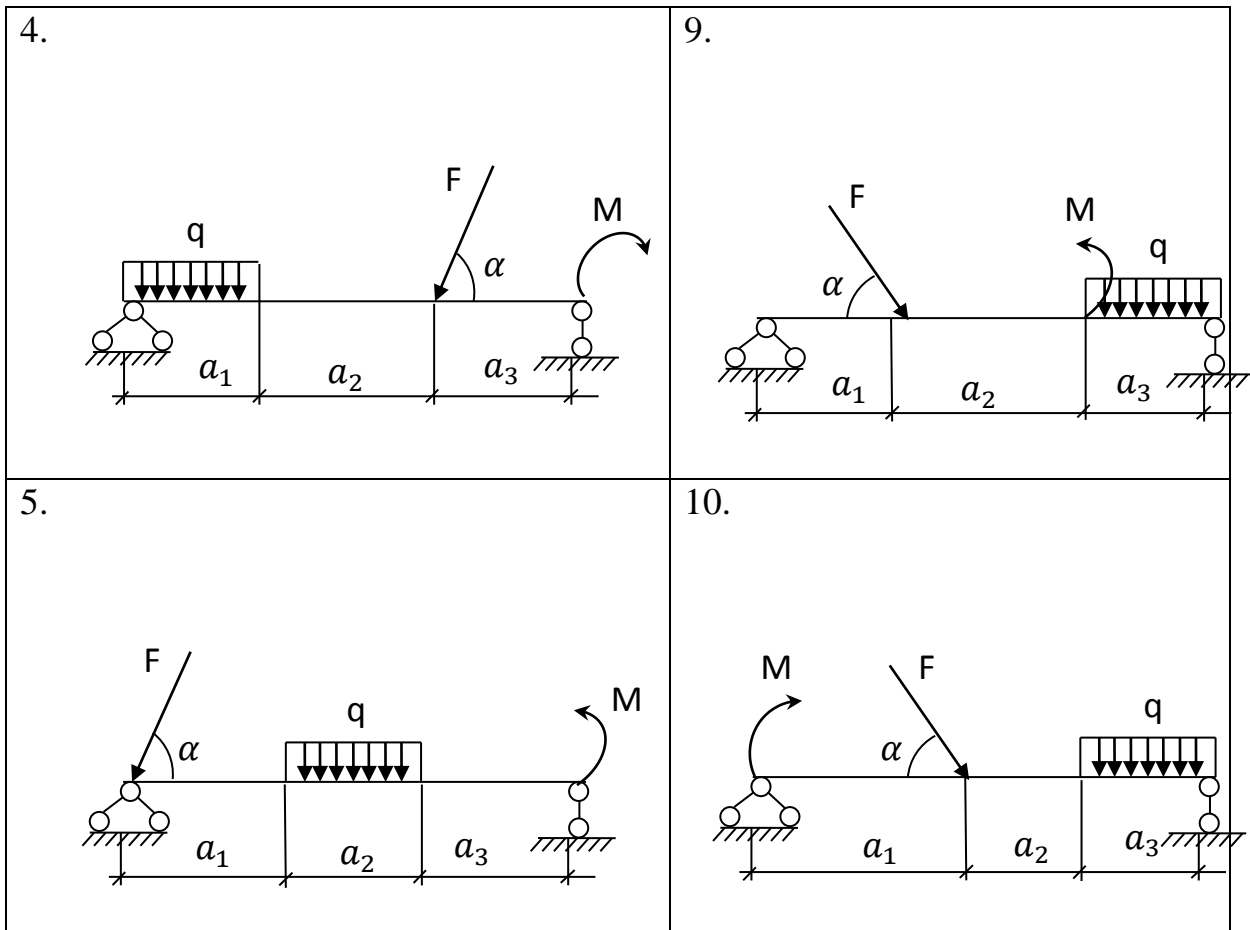 4.
F
M
q
α
a₁ a₂ a₃
9.
F
M
q
α
a₁ a₂ a₃
5.
F
M
q
α
a₁ a₂ a₃
10.
M
F
q
α
a₁ a₂ a₃